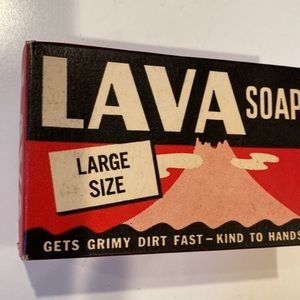 LAVA SOAP
LARGE
SIZE
GETS GRIMY DIRT FAST–KIND TO HANDS